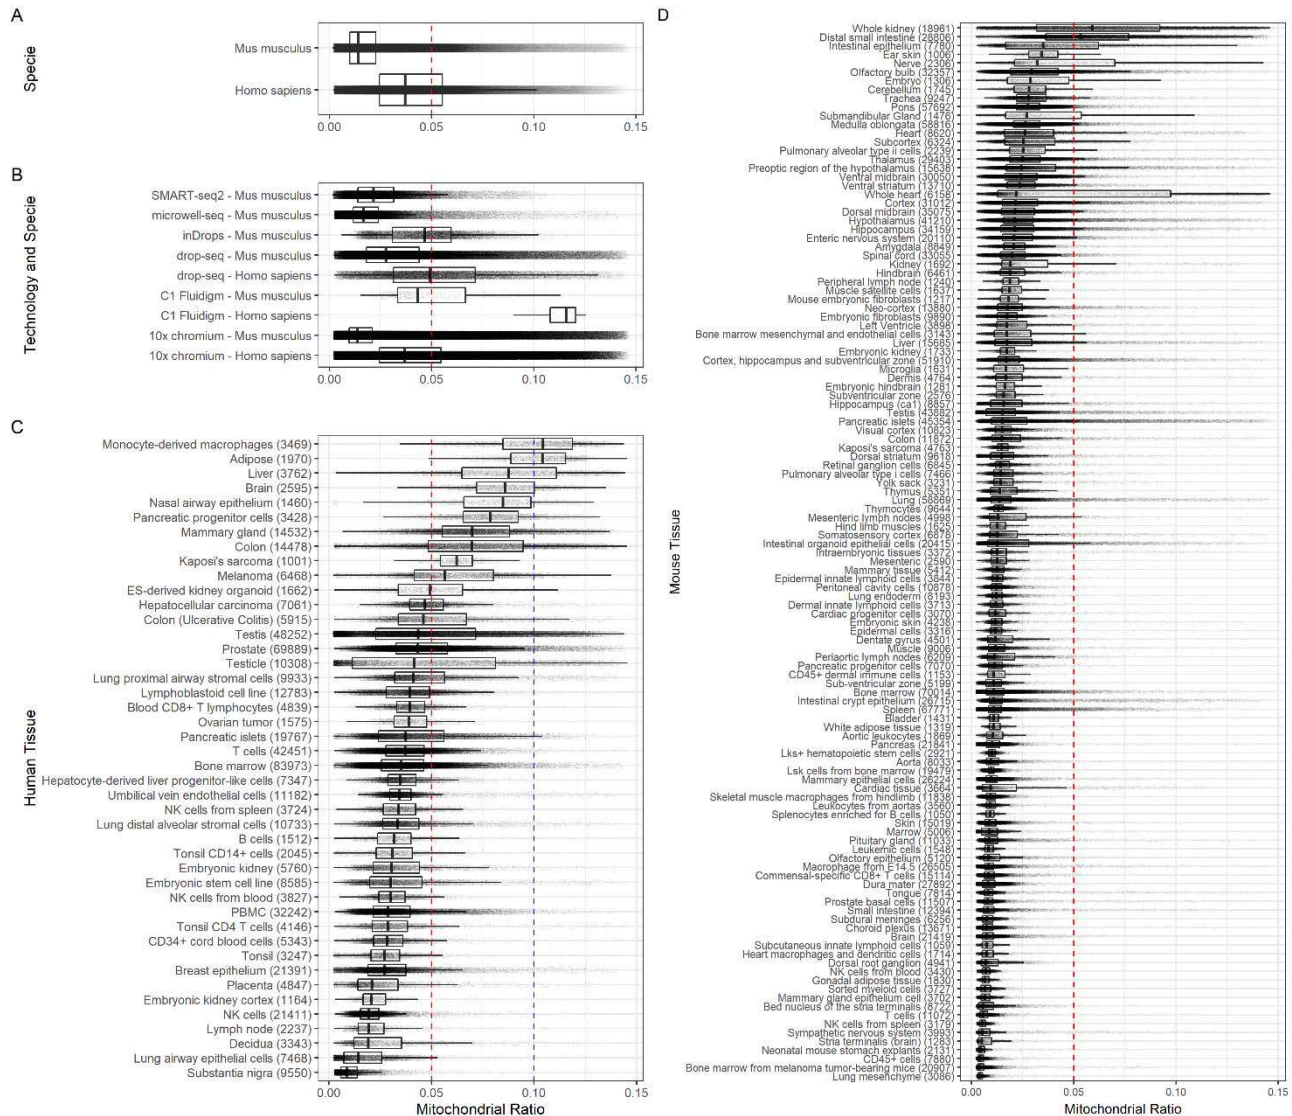 A
Specie
Mus musculus
Homo sapiens
0.00
0.05
0.10
0.15
B
Technology and Specie
SMART-seq2 - Mus musculus
microwell-seq - Mus musculus
inDrops - Mus musculus
drop-seq - Mus musculus
drop-seq - Homo sapiens
C1 Fluidigm - Mus musculus
C1 Fluidigm - Homo sapiens
10x chromium - Mus musculus
10x chromium - Homo sapiens
0.00
0.05
0.10
0.15
C
Human Tissue
Monocyte-derived macrophages (3469)
Adipose (1970)
Liver (3762)
Brain (2595)
Nasal airway epithelium (1460)
Pancreatic progenitor cells (3428)
Mammary gland (14532)
Colon (14478)
Kaposi's sarcoma (1001)
Melanoma (6468)
ES-derived kidney organoid (1662)
Hepatocellular carcinoma (7061)
Colon (Ulcerative Colitis) (5915)
Testis (48252)
Prostate (69889)
Testicle (10308)
Lung proximal airway stromal cells (9933)
Lymphoblastoid cell line (12783)
Blood CD8+ T lymphocytes (4839)
Ovarian tumor (1575)
Pancreatic islets (19767)
T cells (42451)
Bone marrow (83973)
Hepatocyte-derived liver progenitor-like cells (7347)
Umbilical vein endothelial cells (11182)
NK cells from spleen (3724)
Lung distal alveolar stromal cells (10733)
B cells (1512)
Tonsil CD14+ cells (2045)
Embryonic kidney (5760)
Embryonic stem cell line (8585)
NK cells from blood (3827)
PBMC (32242)
Tonsil CD4 T cells (4146)
CD34+ cord blood cells (5343)
Tonsil (3247)
Breast epithelium (21391)
Placenta (4847)
Embryonic kidney cortex (1164)
NK cells (21411)
Lymph node (2237)
Decidua (3343)
Lung airway epithelial cells (7468)
Substantia nigra (9550)
0.00
0.05
0.10
0.15
Mitochondrial Ratio
D
Mouse Tissue
Whole kidney (18961)
Distal small intestine (28806)
Intestinal epithelium (7780)
Ear skin (1006)
Nerve (2306)
Olfactory bulb (32357)
Embryo (1306)
Cerebellum (1745)
Trachea (9247)
Pons (57692)
Submandibular Gland (1476)
Medulla oblongata (58816)
Heart (8620)
Subcortex (6324)
Pulmonary alveolar type ii cells (2239)
Thalamus (29403)
Preoptic region of the hypothalamus (15638)
Ventral midbrain (30050)
Ventral striatum (13710)
Whole heart (6158)
Cortex (31012)
Dorsal midbrain (35075)
Hypothalamus (41210)
Hippocampus (34159)
Enteric nervous system (20110)
Amygdala (8849)
Spinal cord (33055)
Kidney (1692)
Hindbrain (6461)
Peripheral lymph node (1240)
Muscle satellite cells (1637)
Mouse embryonic fibroblasts (1217)
Neo-cortex (13880)
Embryonic fibroblasts (9890)
Left Ventricle (3898)
Bone marrow mesenchymal and endothelial cells (3143)
Liver (15685)
Embryonic kidney (1733)
Cortex, hippocampus and subventricular zone (51910)
Microglia (1631)
Dermis (4764)
Embryonic hindbrain (1281)
Subventricular zone (2576)
Hippocampus (ca1) (8857)
Testis (43882)
Pancreatic islets (45354)
Visual cortex (10823)
Colon (11872)
Kaposi's sarcoma (4763)
Dorsal striatum (9618)
Retinal ganglion cells (6845)
Pulmonary alveolar type i cells (7466)
Yolk sack (3231)
Thymus (5351)
Lung (58869)
Thymocytes (9644)
Mesenteric lymph nodes (4998)
Hind limb muscles (1625)
Somatosensory cortex (6878)
Intestinal organoid epithelial cells (20415)
Intraembryonic tissues (3372)
Mesenteric (2590)
Mammary tissue (5412)
Epidermal innate lymphoid cells (3844)
Peritoneal cavity cells (10878)
Lung endoderm (8193)
Dermal innate lymphoid cells (3713)
Cardiac progenitor cells (3070)
Embryonic skin (4238)
Epidermal cells (3316)
Dentate gyrus (4501)
Muscle (9006)
Periaortic lymph nodes (6209)
Pancreatic progenitor cells (7070)
CD45+ dermal immune cells (1153)
Sub-ventricular zone (5199)
Bone marrow (70014)
Intestinal crypt epithelium (26715)
Spleen (67771)
Bladder (1431)
White adipose tissue (1319)
Aortic leukocytes (1869)
Pancreas (21841)
Lks+ hematopoietic stem cells (2921)
Aorta (8033)
Lsk cells from bone marrow (19479)
Mammary epithelial cells (26224)
Cardiac tissue (3664)
Skeletal muscle macrophages from hindlimb (11838)
Leukocytes from aortas (3560)
Splenocytes enriched for B cells (1050)
Skin (15019)
Marrow (5006)
Pituitary gland (11033)
Leukemic cells (1548)
Olfactory epithelium (5120)
Macrophage from E14.5 (26505)
Commensal-specific CD8+ T cells (15114)
Dura mater (27892)
Tongue (7814)
Prostate basal cells (11507)
Small intestine (12394)
Subdural meninges (6256)
Choroid plexus (13671)
Brain (21419)
Subcutaneous innate lymphoid cells (1059)
Heart macrophages and dendritic cells (1714)
Dorsal root ganglion (4941)
NK cells from blood (3430)
Gonadal adipose tissue (1830)
Sorted myeloid cells (3727)
Mammary gland epithelium cell (3702)
Bed nucleus of the stria terminalis (8722)
T cells (11072)
NK cells from spleen (3179)
Sympathetic nervous system (3993)
Stria terminalis (brain) (1283)
Neonatal mouse stomach explants (2131)
CD45+ cells (7880)
Bone marrow from melanoma tumor-bearing mice (20907)
Lung mesenchyme (3086)
0.00
0.05
0.10
0.15
Mitochondrial Ratio